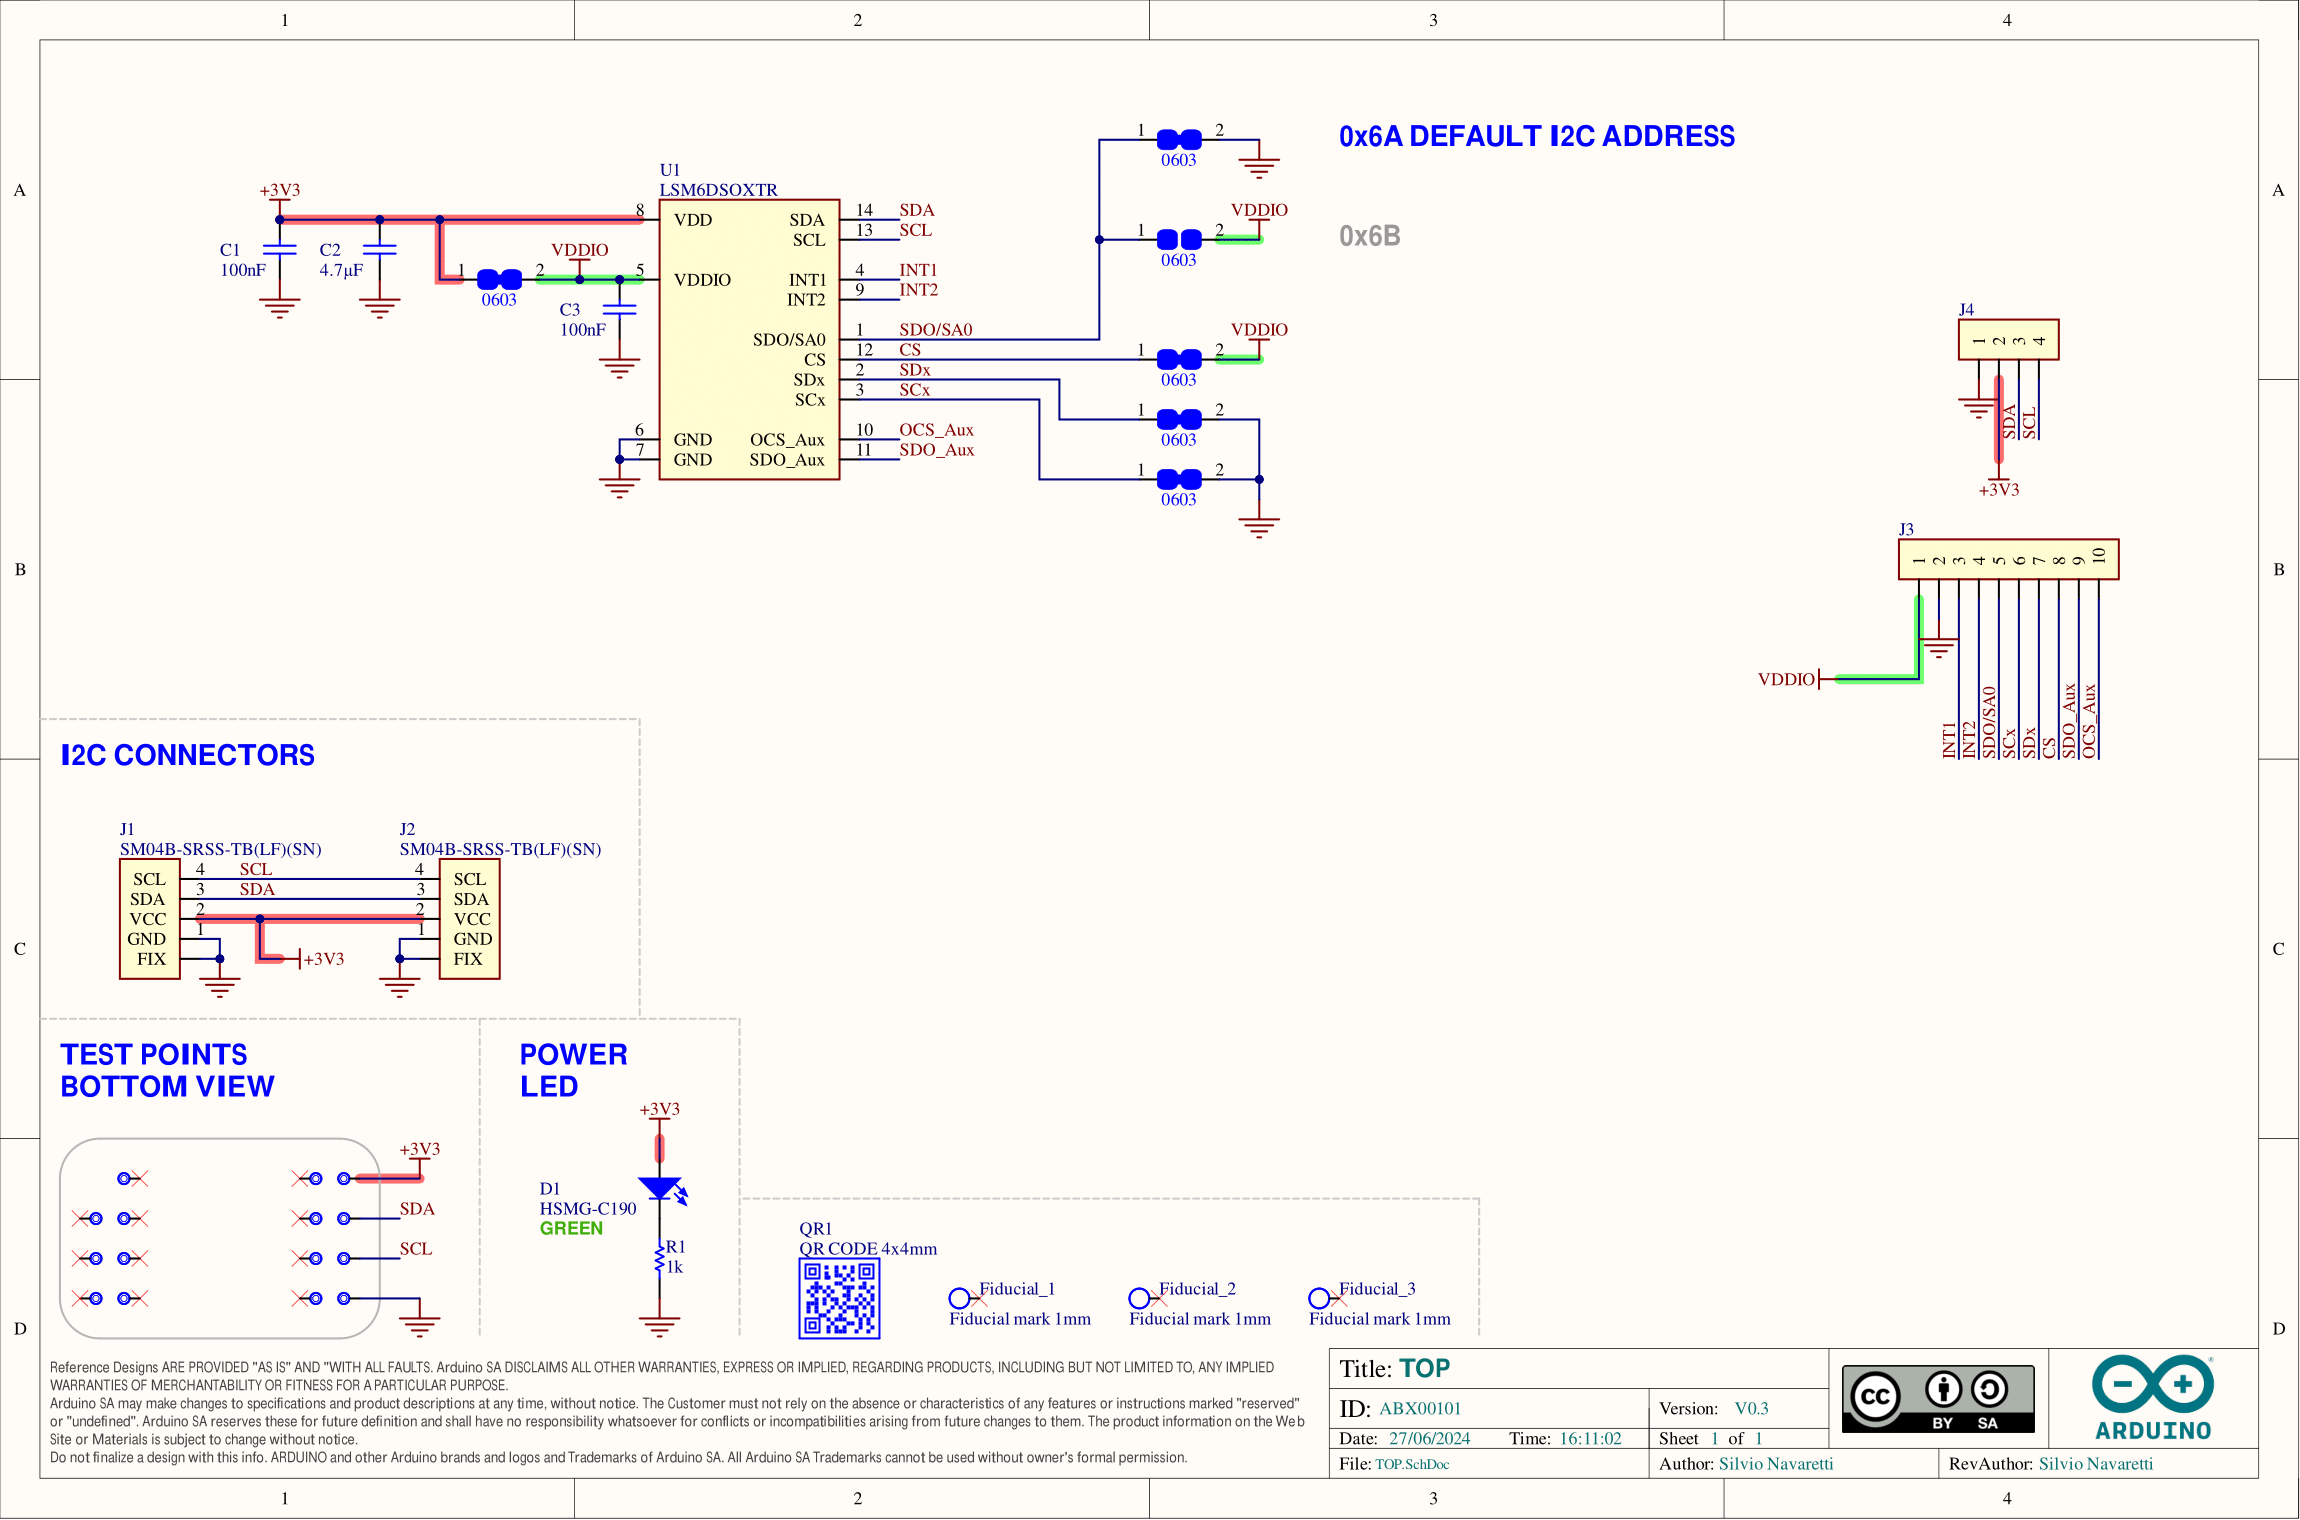 1 2 3 4
A A
B B
C C
D D
0x6A DEFAULT I2C ADDRESS
0x6B
+3V3
C1
100nF
C2
4.7µF
1 2
0603
VDDIO
C3
100nF
U1
LSM6DSOXTR
8 VDD
5 VDDIO
6 GND
7 GND
SDA 14 SDA
SCL 13 SCL
INT1 4 INT1
INT2 9 INT2
SDO/SA0 1 SDO/SA0
CS 12 CS
SDx 2 SDx
SCx 3 SCx
OCS_Aux 10 OCS_Aux
SDO_Aux 11 SDO_Aux
1 2
0603
VDDIO
1 2
0603
VDDIO
1 2
0603
1 2
0603
1 2
0603
J4
1 2 3 4
SDA
SCL
+3V3
J3
1 2 3 4 5 6 7 8 9 10
VDDIO
INT1
INT2
SDO/SA0
SCx
SDx
CS
SDO_Aux
OCS_Aux
I2C CONNECTORS
J1
SM04B-SRSS-TB(LF)(SN)
J2
SM04B-SRSS-TB(LF)(SN)
SCL 4 SCL 4 SCL
SDA 3 SDA 3 SDA
VCC 2 2 VCC
GND 1 1 GND
FIX +3V3 FIX
TEST POINTS
BOTTOM VIEW
+3V3
SDA
SCL
POWER
LED
+3V3
D1
HSMG-C190
GREEN
R1
1k
QR1
QR CODE 4x4mm
Fiducial_1
Fiducial mark 1mm
Fiducial_2
Fiducial mark 1mm
Fiducial_3
Fiducial mark 1mm
Reference Designs ARE PROVIDED "AS IS" AND "WITH ALL FAULTS. Arduino SA DISCLAIMS ALL OTHER WARRANTIES, EXPRESS OR IMPLIED, REGARDING PRODUCTS, INCLUDING BUT NOT LIMITED TO, ANY IMPLIED
WARRANTIES OF MERCHANTABILITY OR FITNESS FOR A PARTICULAR PURPOSE.
Arduino SA may make changes to specifications and product descriptions at any time, without notice. The Customer must not rely on the absence or characteristics of any features or instructions marked "reserved"
or "undefined". Arduino SA reserves these for future definition and shall have no responsibility whatsoever for conflicts or incompatibilities arising from future changes to them. The product information on the Web
Site or Materials is subject to change without notice.
Do not finalize a design with this info. ARDUINO and other Arduino brands and logos and Trademarks of Arduino SA. All Arduino SA Trademarks cannot be used without owner's formal permission.
Title: TOP
ID: ABX00101 Version: V0.3
Date: 27/06/2024 Time: 16:11:02 Sheet 1 of 1
File: TOP.SchDoc Author: Silvio Navaretti RevAuthor: Silvio Navaretti
cc BY SA
ARDUINO
®
1 2 3 4